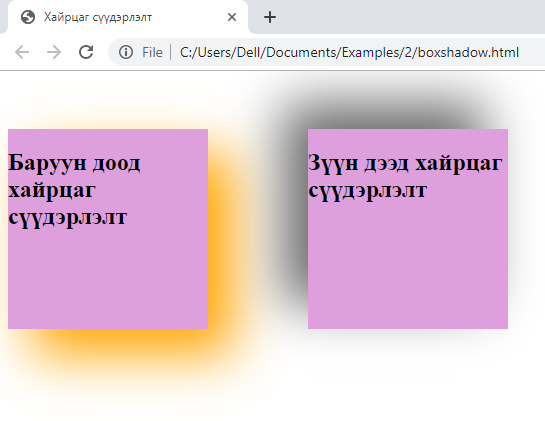 Хайрцаг сүүдэрлэлт
File
C:/Users/Dell/Documents/Examples/2/boxshadow.html
Баруун доод
хайрцаг
сүүдэрлэлт
Зүүн дээд хайрцаг
сүүдэрлэлт